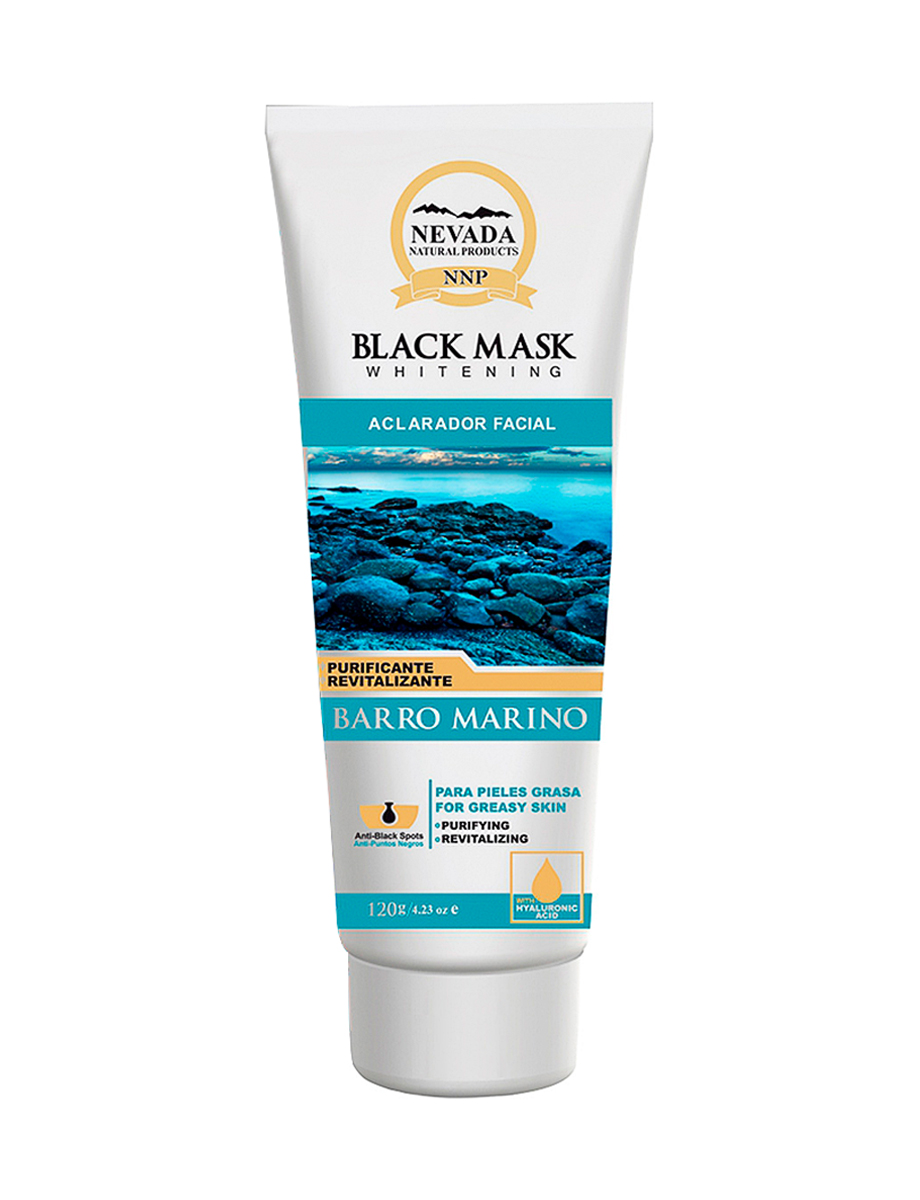 NEVADA
NATURAL PRODUCTS
NNP
BLACK MASK
WHITENING
ACLARADOR FACIAL
PURIFICANTE
REVITALIZANTE
BARRO MARINO
PARA PIELES GRASA
FOR GREASY SKIN
PURIFYING
REVITALIZING
Anti-Black Spots
Anti-Puntos Negros
WITH
HYALURONIC
ACID
120g/4.23 oz e